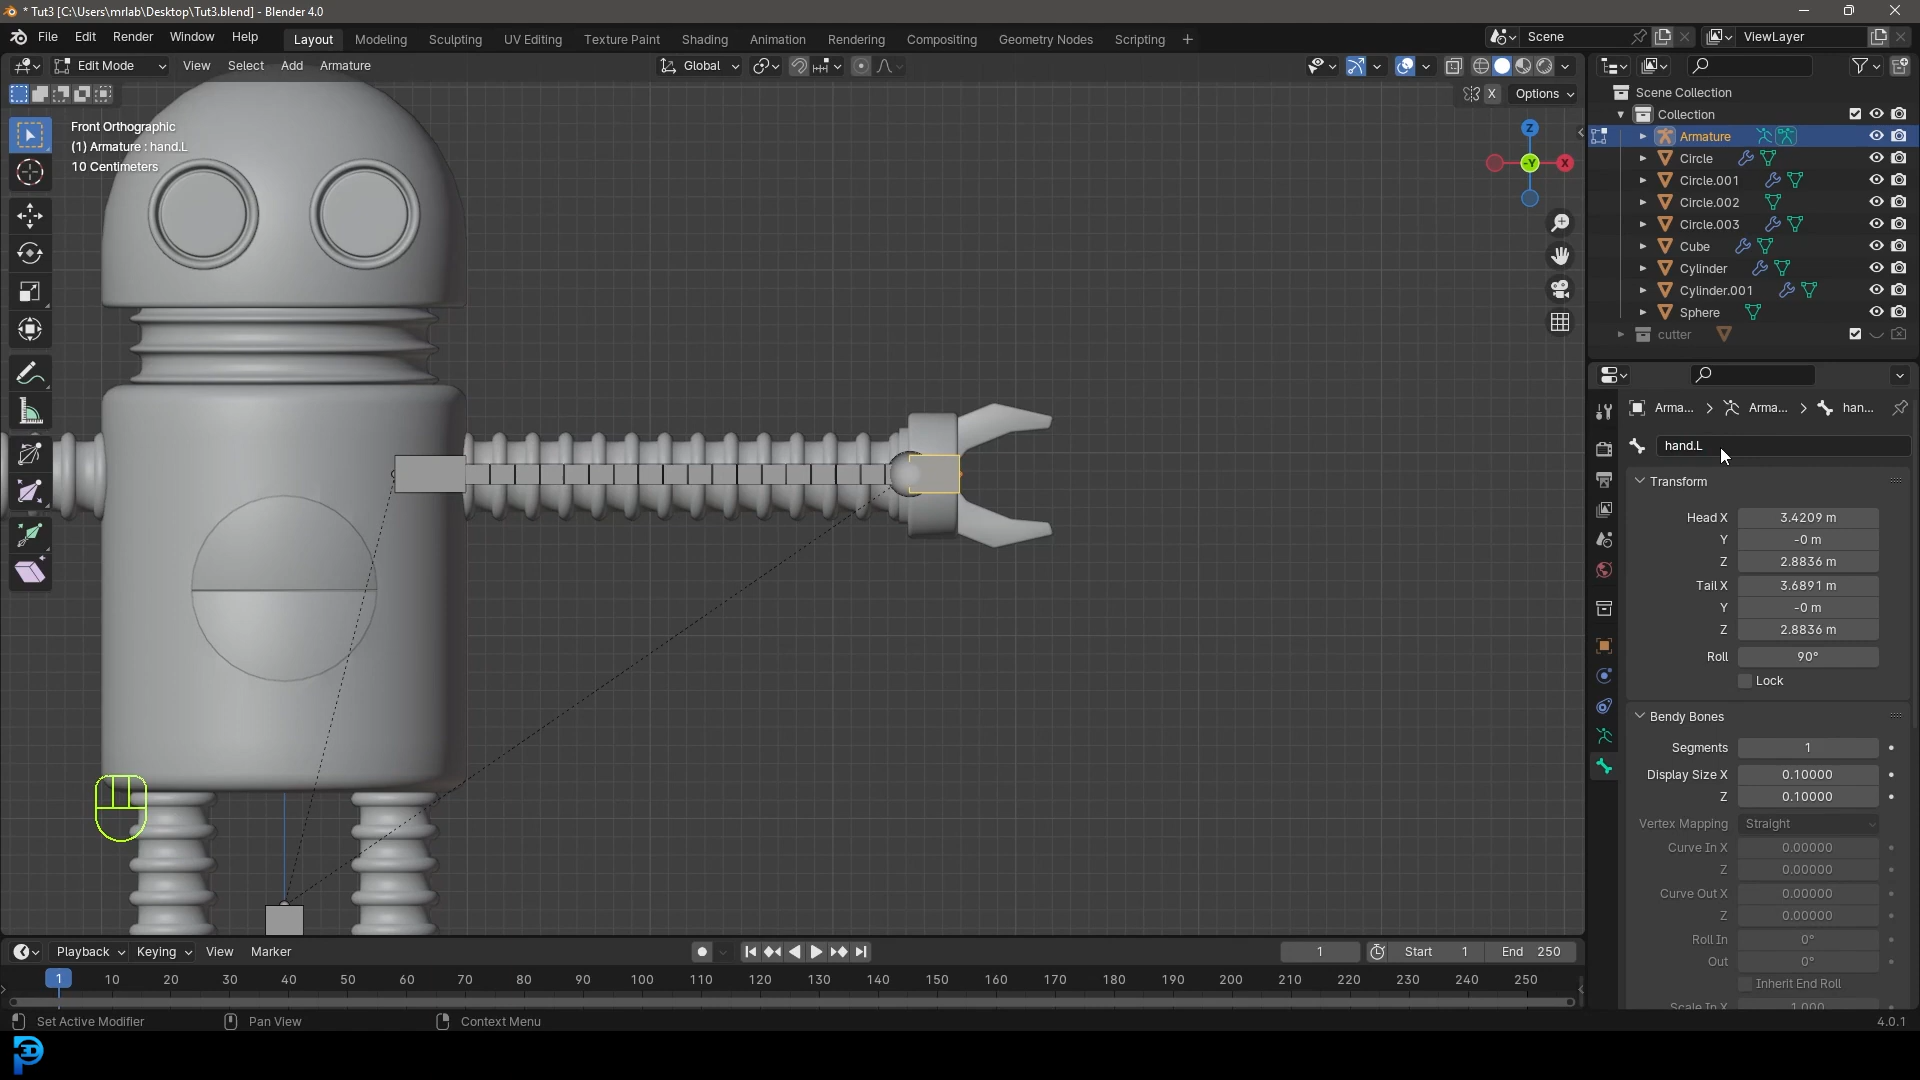 * Tut3 [C:\Users\mrlab\Desktop\Tut3.blend] - Blender 4.0
File Edit Render Window Help Layout Modeling Sculpting UV Editing Texture Paint Shading Animation Rendering Compositing Geometry Nodes Scripting + Scene ViewLayer
Edit Mode View Select Add Armature Global
X Options
Front Orthographic
(1) Armature : hand.L
10 Centimeters
Z
-Y X
Scene Collection
Collection
Armature
Circle
Circle.001
Circle.002
Circle.003
Cube
Cylinder
Cylinder.001
Sphere
cutter
Arma... > Arma... > han...
hand.L
Transform
Head X 3.4209 m
Y -0 m
Z 2.8836 m
Tail X 3.6891 m
Y -0 m
Z 2.8836 m
Roll 90°
Lock
Bendy Bones
Segments 1
Display Size X 0.10000
Z 0.10000
Vertex Mapping Straight
Curve In X 0.00000
Z 0.00000
Curve Out X 0.00000
Z 0.00000
Roll In 0°
Out 0°
Inherit End Roll
Scale In X 1.000
Playback Keying View Marker 1 Start 1 End 250
1 10 20 30 40 50 60 70 80 90 100 110 120 130 140 150 160 170 180 190 200 210 220 230 240 250
Set Active Modifier Pan View Context Menu 4.0.1
3D